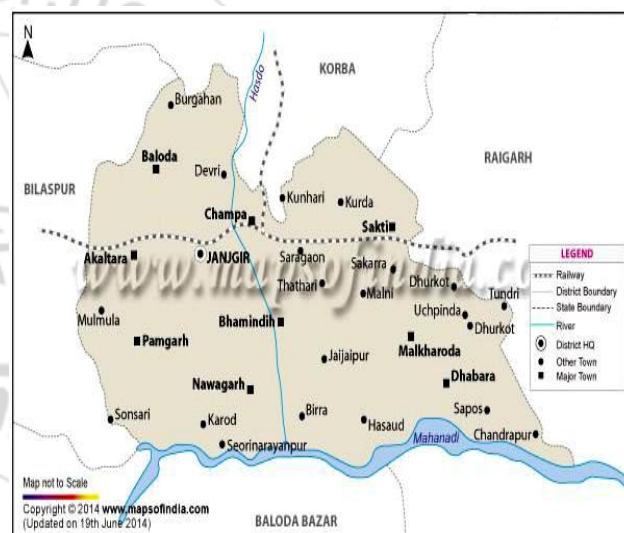 N
KORBA
Hasdo
Burgahan
RAIGARH
Baloda
BILASPUR
Devri
Kunhari
Kurda
Champa
Sakti
Akaltara
JANJGIR
Saragaon
Sakarra
www.mapsofindia.co
Thathari
Malni
Dhurkot
Tundri
Uchpinda
Dhurkot
Mulmula
Bhamindih
Pamgarh
Malkharoda
Jaijaipur
Nawagarh
Dhabara
Sonsari
Karod
Birra
Hasaud
Sapos
Seorinarayanpur
Mahanadi
Chandrapur
LEGEND
Railway
District Boundary
State Boundary
River
District HQ
Other Town
Major Town
Map not to Scale
Copyright © 2014 www.mapsofindia.com
(Updated on 19th June 2014)
BALODA BAZAR